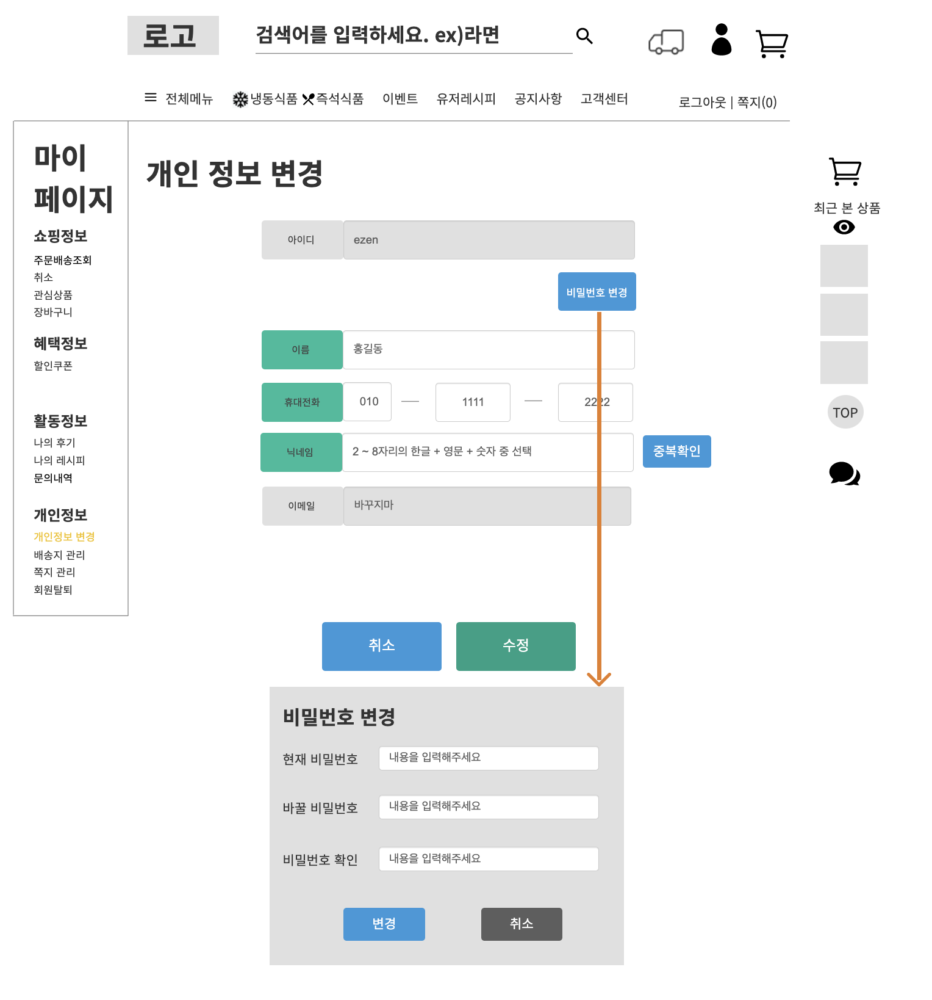 로고
검색어를 입력하세요. ex)라면
전체메뉴
냉동식품
즉석식품
이벤트
유저레시피
공지사항
고객센터
로그아웃 | 쪽지(0)
마이
페이지
쇼핑정보
주문배송조회
취소
관심상품
장바구니
혜택정보
할인쿠폰
활동정보
나의 후기
나의 레시피
문의내역
개인정보
개인정보 변경
배송지 관리
쪽지 관리
회원탈퇴
개인 정보 변경
아이디
ezen
비밀번호 변경
이름
홍길동
휴대전화
010
1111
2222
닉네임
2 ~ 8자리의 한글 + 영문 + 숫자 중 선택
중복확인
이메일
바꾸지마
취소
수정
비밀번호 변경
현재 비밀번호
내용을 입력해주세요
바꿀 비밀번호
내용을 입력해주세요
비밀번호 확인
내용을 입력해주세요
변경
취소
최근 본 상품
TOP